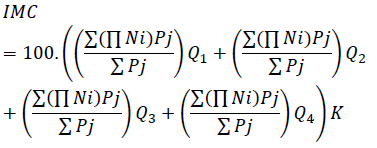 IMC
= 100.(((∑(∏ Ni)Pj / ∑ Pj) Q₁ + (∑(∏ Ni)Pj / ∑ Pj) Q₂
+ (∑(∏ Ni)Pj / ∑ Pj) Q₃ + (∑(∏ Ni)Pj / ∑ Pj) Q₄) K